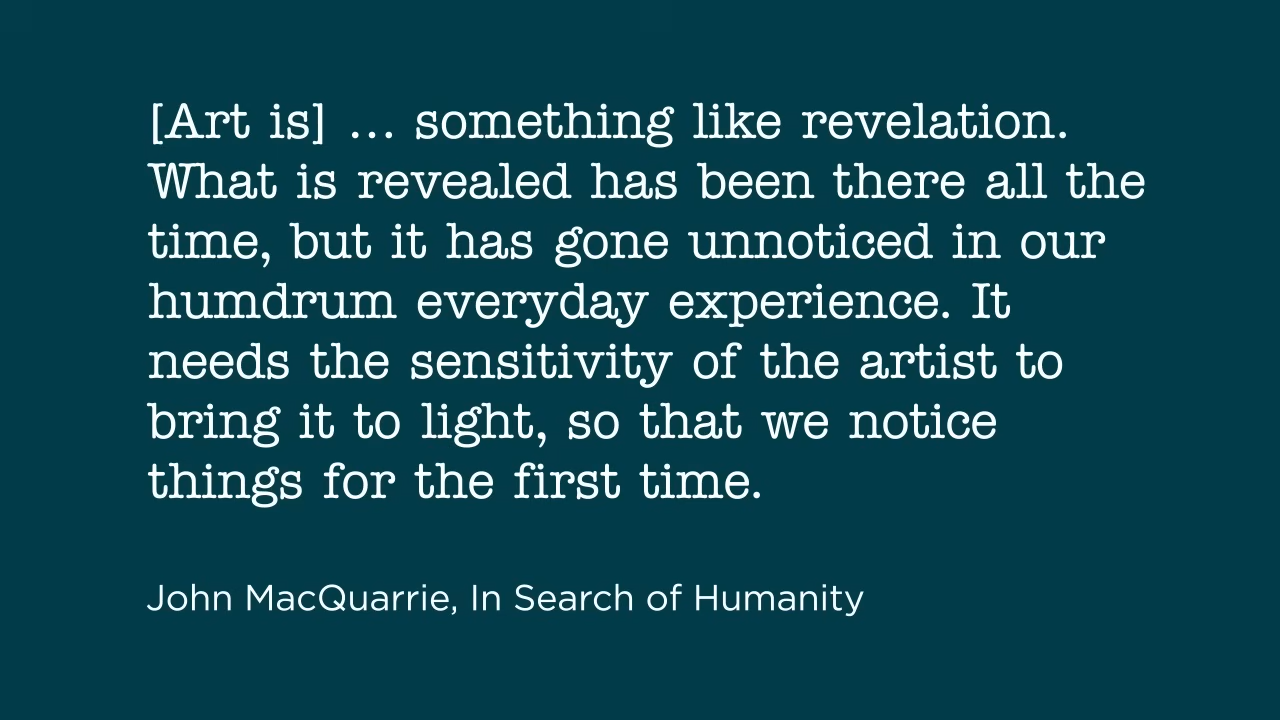 [Art is] … something like revelation.
What is revealed has been there all the
time, but it has gone unnoticed in our
humdrum everyday experience. It
needs the sensitivity of the artist to
bring it to light, so that we notice
things for the first time.
John MacQuarrie, In Search of Humanity